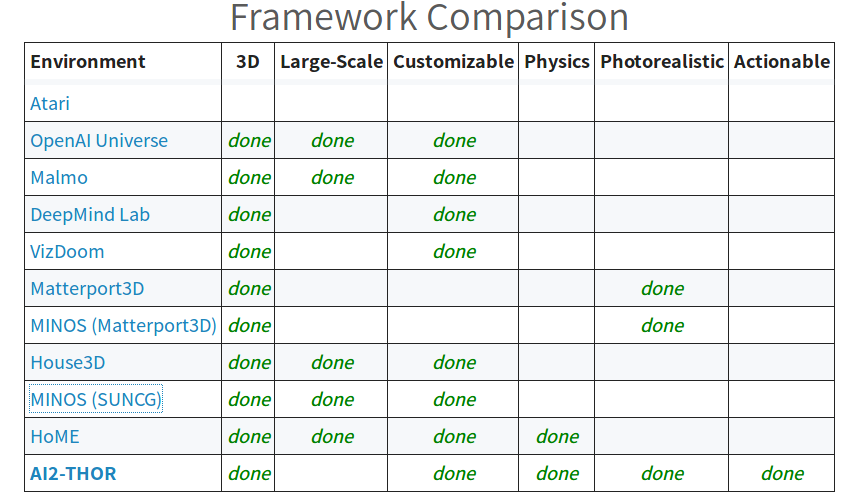 Framework Comparison
Environment 3D Large-Scale Customizable Physics Photorealistic Actionable
Atari
OpenAI Universe done done done
Malmo done done done
DeepMind Lab done done
VizDoom done done
Matterport3D done done
MINOS (Matterport3D) done done
House3D done done done
MINOS (SUNCG) done done done
HoME done done done done
AI2-THOR done done done done done